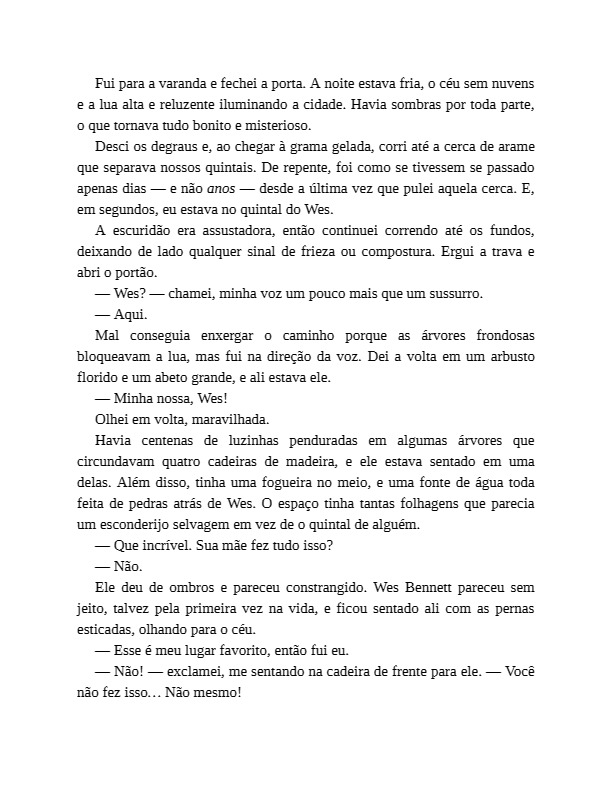 Fui para a varanda e fechei a porta. A noite estava fria, o céu sem nuvens
e a lua alta e reluzente iluminando a cidade. Havia sombras por toda parte,
o que tornava tudo bonito e misterioso.
Desci os degraus e, ao chegar à grama gelada, corri até a cerca de arame
que separava nossos quintais. De repente, foi como se tivessem se passado
apenas dias — e não anos — desde a última vez que pulei aquela cerca. E,
em segundos, eu estava no quintal do Wes.
A escuridão era assustadora, então continuei correndo até os fundos,
deixando de lado qualquer sinal de frieza ou compostura. Ergui a trava e
abri o portão.
— Wes? — chamei, minha voz um pouco mais que um sussurro.
— Aqui.
Mal conseguia enxergar o caminho porque as árvores frondosas
bloqueavam a lua, mas fui na direção da voz. Dei a volta em um arbusto
florido e um abeto grande, e ali estava ele.
— Minha nossa, Wes!
Olhei em volta, maravilhada.
Havia centenas de luzinhas penduradas em algumas árvores que
circundavam quatro cadeiras de madeira, e ele estava sentado em uma
delas. Além disso, tinha uma fogueira no meio, e uma fonte de água toda
feita de pedras atrás de Wes. O espaço tinha tantas folhagens que parecia
um esconderijo selvagem em vez de o quintal de alguém.
— Que incrível. Sua mãe fez tudo isso?
— Não.
Ele deu de ombros e pareceu constrangido. Wes Bennett pareceu sem
jeito, talvez pela primeira vez na vida, e ficou sentado ali com as pernas
esticadas, olhando para o céu.
— Esse é meu lugar favorito, então fui eu.
— Não! — exclamei, me sentando na cadeira de frente para ele. — Você
não fez isso… Não mesmo!